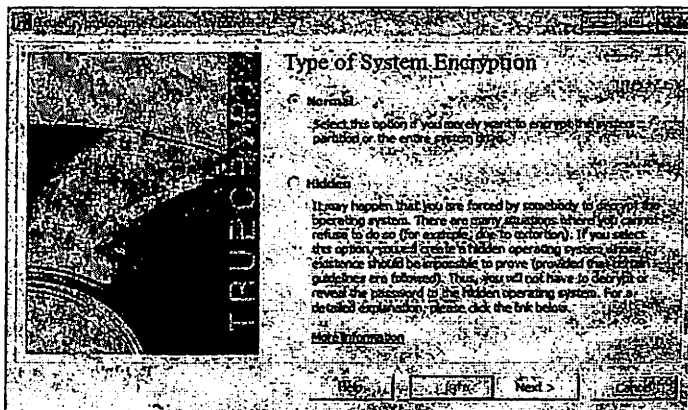 Type of System Encryption
Normal
Select this option if you merely want to encrypt the system
partition or the entire system drive.
Hidden
It may happen that you are forced by somebody to decrypt the
operating system. There are many situations where you cannot
refuse to do so (for example, due to extortion). If you select
this option, you will create a hidden operating system whose
existence should be impossible to prove (provided that certain
guidelines are followed). Thus, you will not have to decrypt or
reveal the password to the hidden operating system. For a
detailed explanation, please click the link below.
More information
TRUECRYPT
Help
Next >
Cancel